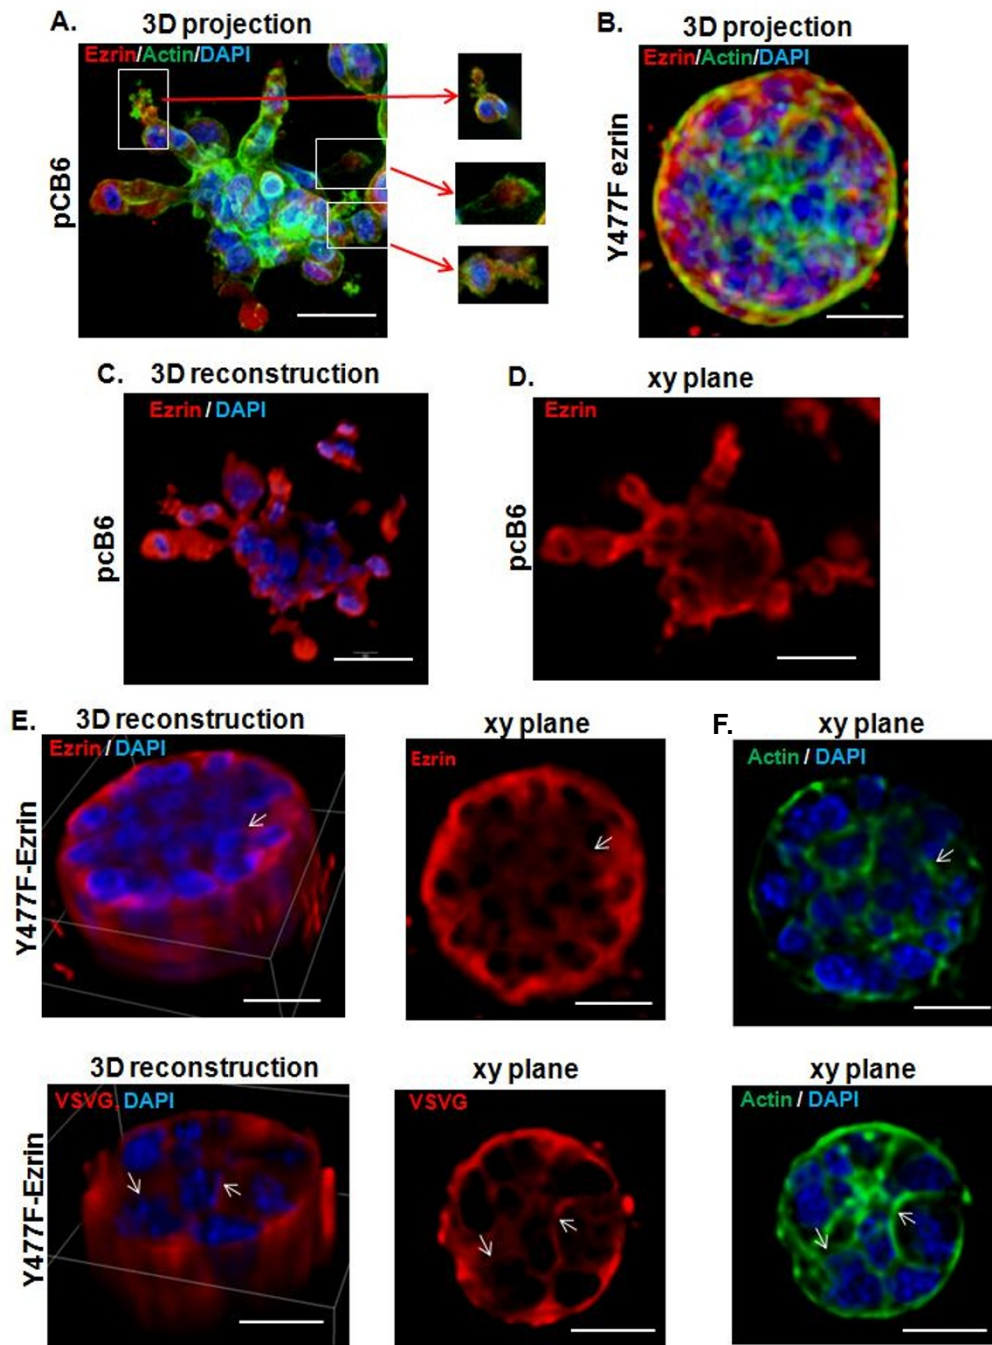 A.
3D projection
Ezrin/Actin/DAPI
pCB6
B.
3D projection
Ezrin/Actin/DAPI
Y477F ezrin
C.
3D reconstruction
Ezrin / DAPI
pcB6
D.
xy plane
Ezrin
pcB6
E.
3D reconstruction
Ezrin / DAPI
Y477F-Ezrin
xy plane
Ezrin
F.
xy plane
Actin / DAPI
3D reconstruction
VSVG, DAPI
Y477F-Ezrin
xy plane
VSVG
xy plane
Actin / DAPI